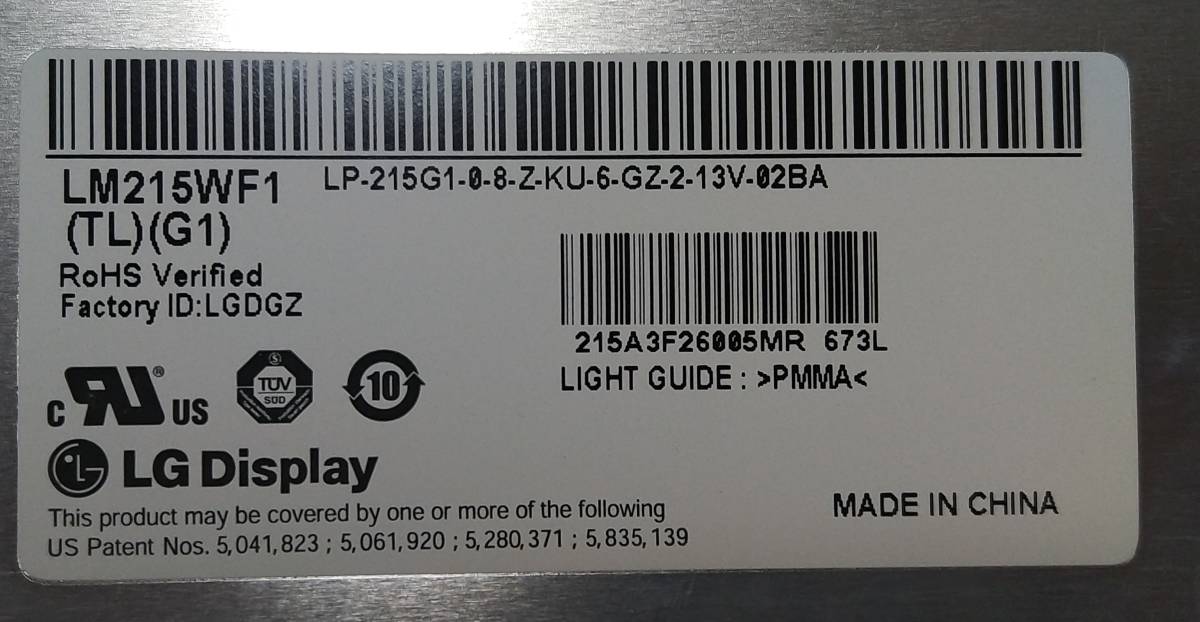 LM215WF1
(TL)(G1)
LP-215G1-0-8-Z-KU-6-GZ-2-13V-02BA
RoHS Verified
Factory ID:LGDGZ
215A3F26005MR 673L
LIGHT GUIDE : >PMMA<
C RU® US
TÜV
SÜD
10
LG Display
MADE IN CHINA
This product may be covered by one or more of the following
US Patent Nos. 5,041,823 ; 5,061,920 ; 5,280,371 ; 5,835,139